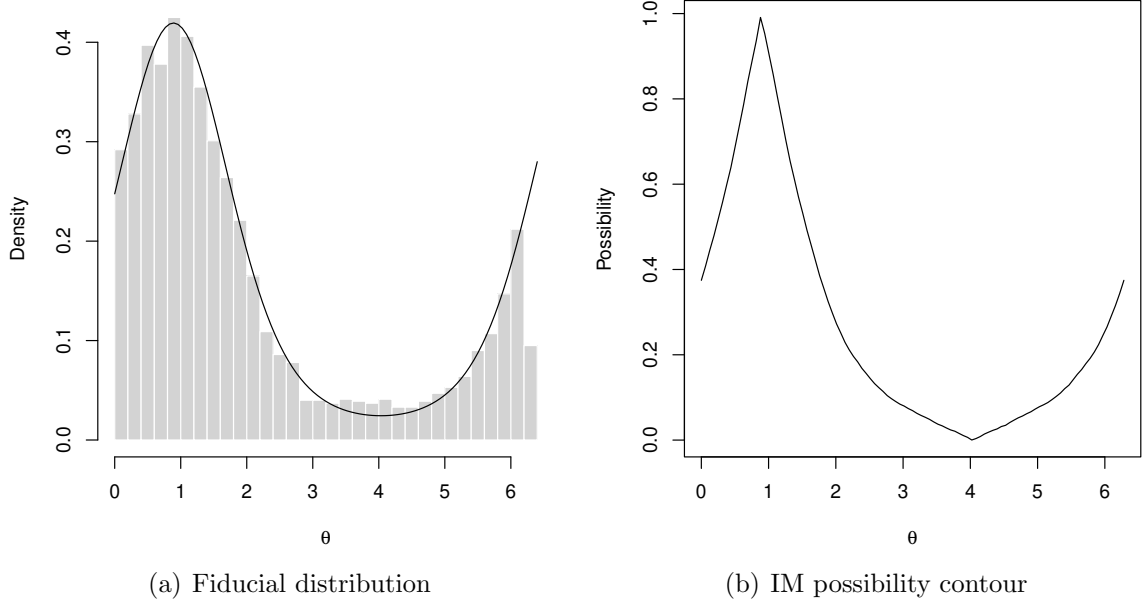 Density
0.0 0.1 0.2 0.3 0.4
0 1 2 3 4 5 6
θ
(a) Fiducial distribution
Possibility
0.0 0.2 0.4 0.6 0.8 1.0
0 1 2 3 4 5 6
θ
(b) IM possibility contour